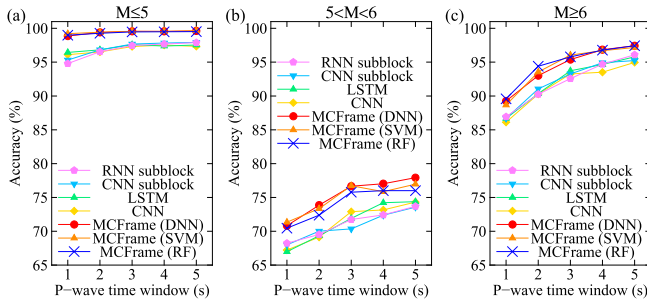 (a) M≤5
Accuracy (%)
100
95
90
85
80
75
70
65
RNN subblock
CNN subblock
LSTM
CNN
MCFrame (DNN)
MCFrame (SVM)
MCFrame (RF)
1 2 3 4 5
P-wave time window (s)
(b) 5<M<6
Accuracy (%)
100
95
90
85
80
75
70
65
RNN subblock
CNN subblock
LSTM
CNN
MCFrame (DNN)
MCFrame (SVM)
MCFrame (RF)
1 2 3 4 5
P-wave time window (s)
(c) M≥6
Accuracy (%)
100
95
90
85
80
75
70
65
RNN subblock
CNN subblock
LSTM
CNN
MCFrame (DNN)
MCFrame (SVM)
MCFrame (RF)
1 2 3 4 5
P-wave time window (s)